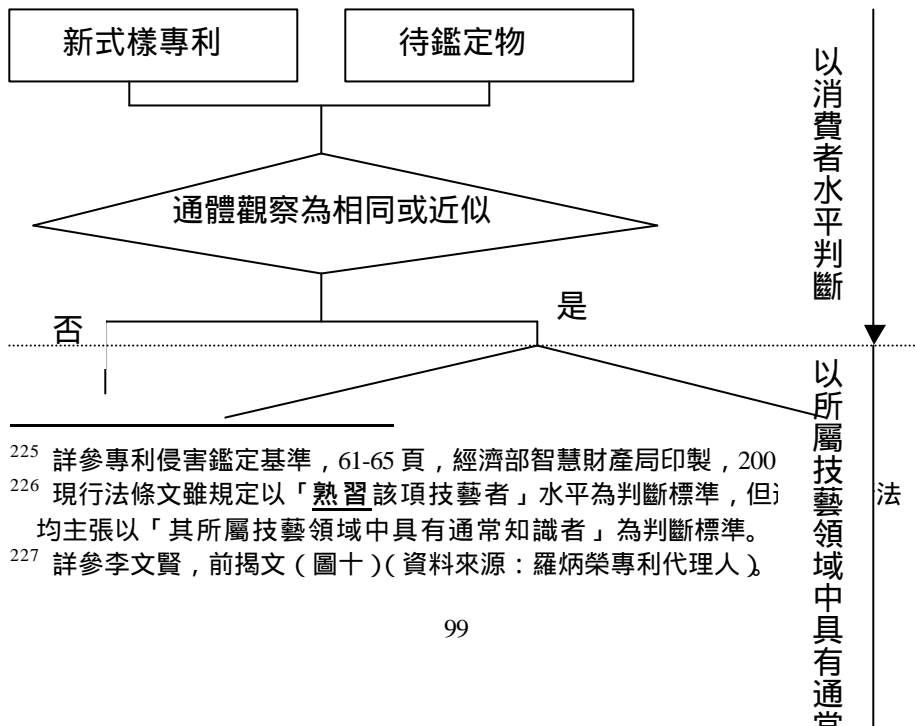 新式樣專利
待鑑定物
以消費者水平判斷
通體觀察為相同或近似
否
是
以所屬技藝領域中具有通常
225 詳參專利侵害鑑定基準，61-65 頁，經濟部智慧財產局印製，200
226 現行法條文雖規定以「熟習該項技藝者」水平為判斷標準，但 法
均主張以「其所屬技藝領域中具有通常知識者」為判斷標準。
227 詳參李文賢，前揭文（圖十）(資料來源：羅炳榮專利代理人)。
99